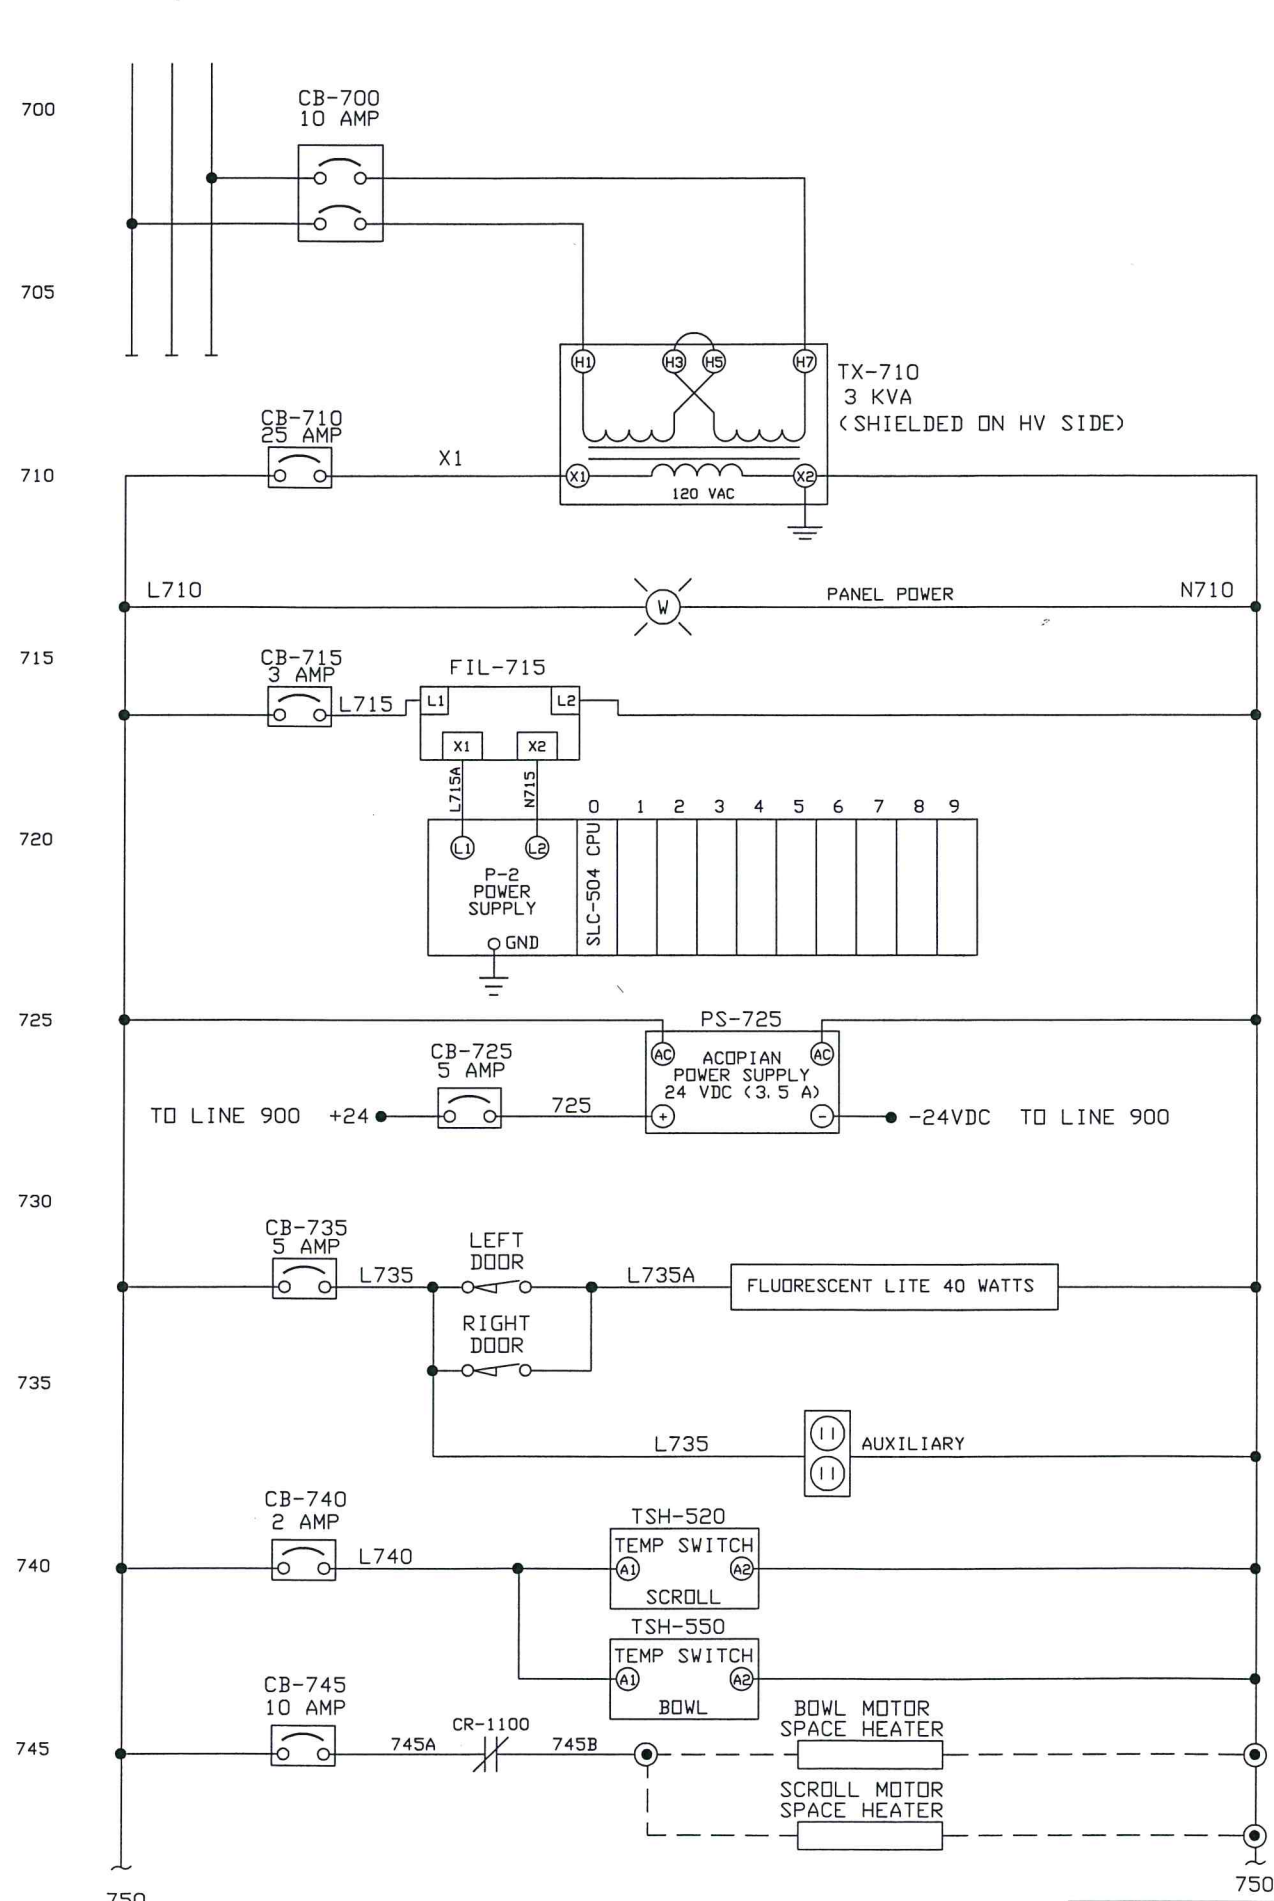 700
CB-700
10 AMP
705
H1
H3
H5
H7
TX-710
3 KVA
(SHIELDED ON HV SIDE)
CB-710
25 AMP
X1
710
X1
X2
120 VAC
L710
W
PANEL POWER
N710
715
CB-715
3 AMP
L715
FIL-715
L1
L2
X1
X2
L715A
N715
0 1 2 3 4 5 6 7 8 9
720
L1
L2
P-2
POWER
SUPPLY
GND
SLC-504 CPU
725
PS-725
CB-725
5 AMP
AC
AC
ACOPIAN
POWER SUPPLY
24 VDC (3.5 A)
TO LINE 900 +24
725
+
-
-24VDC TO LINE 900
730
CB-735
5 AMP
L735
LEFT
DOOR
L735A
FLUORESCENT LITE 40 WATTS
RIGHT
DOOR
735
L735
AUXILIARY
CB-740
2 AMP
740
L740
TSH-520
TEMP SWITCH
A1
A2
SCROLL
TSH-550
TEMP SWITCH
A1
A2
BOWL
CB-745
10 AMP
745
745A
CR-1100
745B
BOWL MOTOR
SPACE HEATER
SCROLL MOTOR
SPACE HEATER
750
750